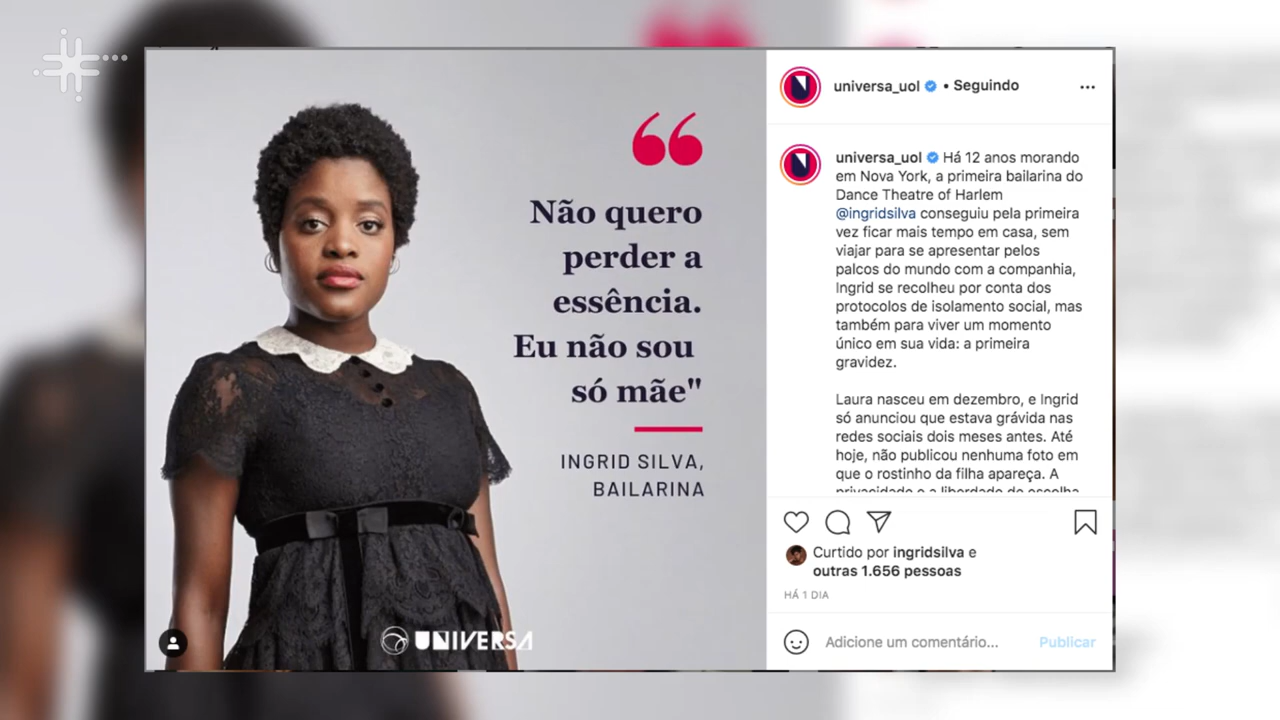 “
Não quero
perder a
essência.
Eu não sou
só mãe"
INGRID SILVA,
BAILARINA
UNIVERSA
universa_uol • Seguindo
universa_uol Há 12 anos morando
em Nova York, a primeira bailarina do
Dance Theatre of Harlem
@ingridsilva conseguiu pela primeira
vez ficar mais tempo em casa, sem
viajar para se apresentar pelos
palcos do mundo com a companhia,
Ingrid se recolheu por conta dos
protocolos de isolamento social, mas
também para viver um momento
único em sua vida: a primeira
gravidez.
Laura nasceu em dezembro, e Ingrid
só anunciou que estava grávida nas
redes sociais dois meses antes. Até
hoje, não publicou nenhuma foto em
que o rostinho da filha apareça. A
privacidade e a liberdade de escolha
Curtido por ingridsilva e
outras 1.656 pessoas
HÁ 1 DIA
Adicione um comentário... Publicar